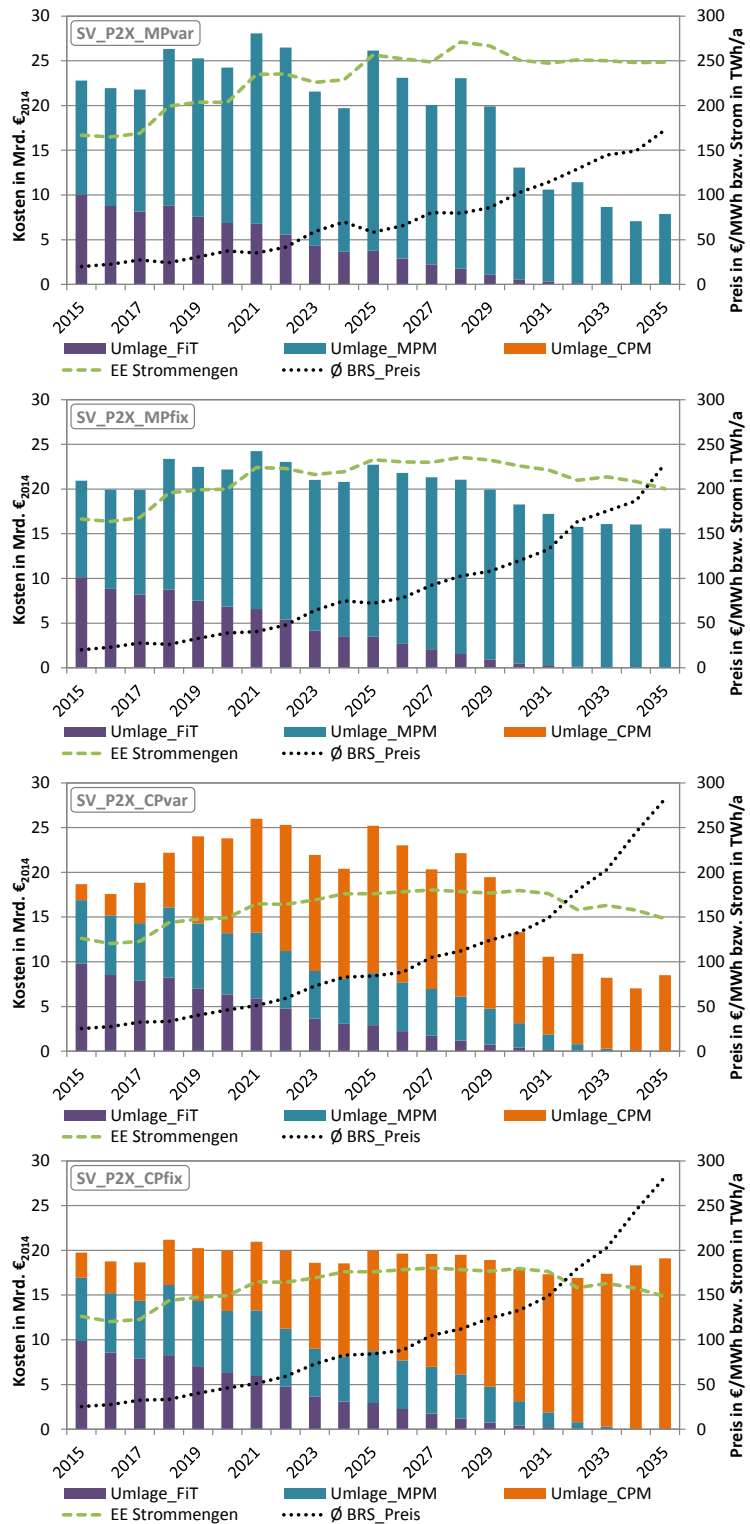 SV_P2X_MPvar
Kosten in Mrd. €2014
30
25
20
15
10
5
0
300
250
200
150
100
50
0
Preis in €/MWh bzw. Strom in TWh/a
2015 2017 2019 2021 2023 2025 2027 2029 2031 2033 2035
Umlage_FiT Umlage_MPM Umlage_CPM
EE Strommengen Ø BRS_Preis
SV_P2X_MPfix
Kosten in Mrd. €2014
30
25
20
15
10
5
0
300
250
200
150
100
50
0
Preis in €/MWh bzw. Strom in TWh/a
2015 2017 2019 2021 2023 2025 2027 2029 2031 2033 2035
Umlage_FiT Umlage_MPM Umlage_CPM
EE Strommengen Ø BRS_Preis
SV_P2X_CPvar
Kosten in Mrd. €2014
30
25
20
15
10
5
0
300
250
200
150
100
50
0
Preis in €/MWh bzw. Strom in TWh/a
2015 2017 2019 2021 2023 2025 2027 2029 2031 2033 2035
Umlage_FiT Umlage_MPM Umlage_CPM
EE Strommengen Ø BRS_Preis
SV_P2X_CPfix
Kosten in Mrd. €2014
30
25
20
15
10
5
0
300
250
200
150
100
50
0
Preis in €/MWh bzw. Strom in TWh/a
2015 2017 2019 2021 2023 2025 2027 2029 2031 2033 2035
Umlage_FiT Umlage_MPM Umlage_CPM
EE Strommengen Ø BRS_Preis